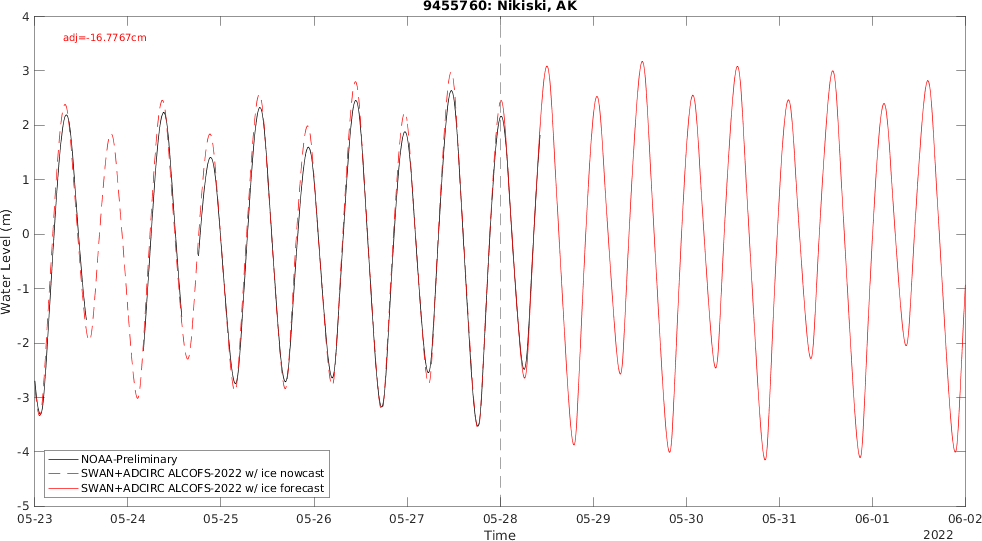 9455760: Nikiski, AK
adj=-16.7767cm
4
3
2
1
0
-1
-2
-3
-4
-5
Water Level (m)
NOAA-Preliminary
SWAN+ADCIRC ALCOFS-2022 w/ ice nowcast
SWAN+ADCIRC ALCOFS-2022 w/ ice forecast
05-23 05-24 05-25 05-26 05-27 05-28 05-29 05-30 05-31 06-01 06-02
Time
2022